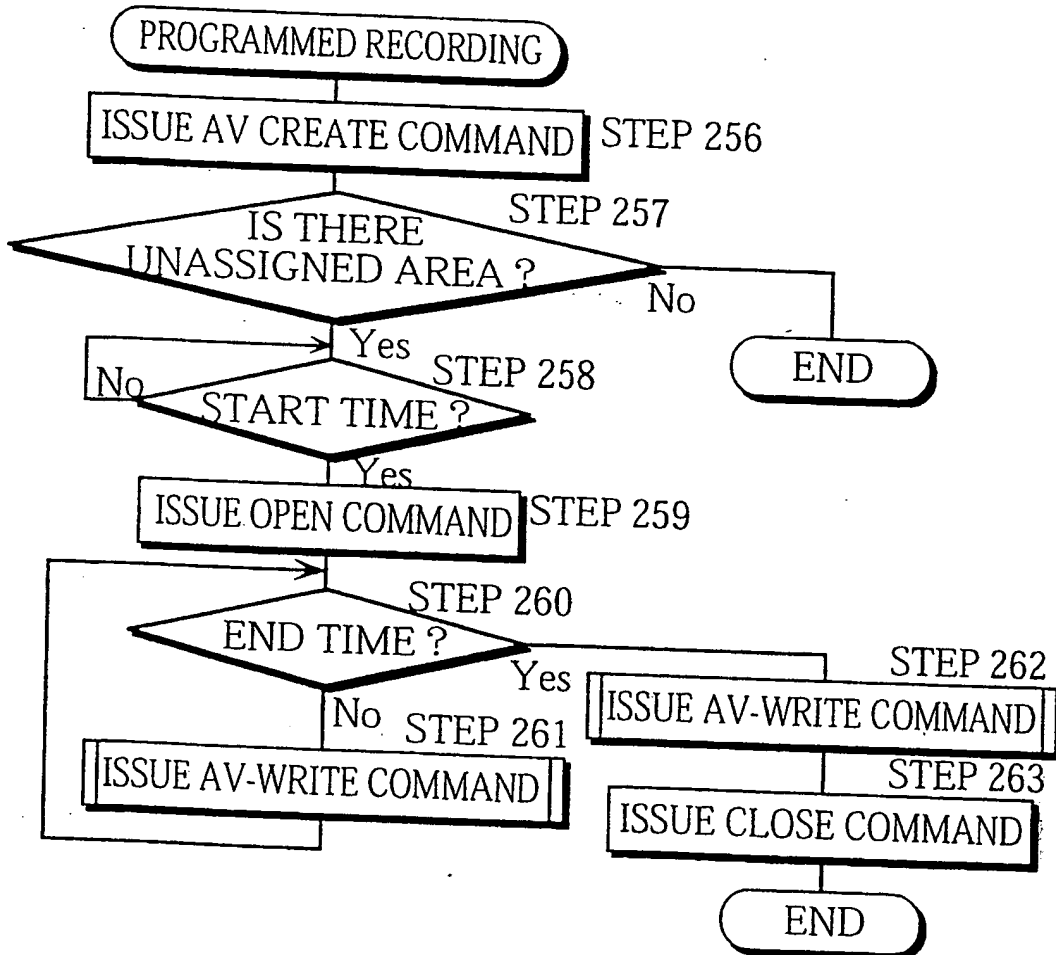 PROGRAMMED RECORDING
ISSUE AV CREATE COMMAND
STEP 256
STEP 257
IS THERE
UNASSIGNED AREA ?
No
Yes
END
STEP 258
No
START TIME ?
Yes
ISSUE OPEN COMMAND
STEP 259
STEP 260
END TIME ?
Yes
STEP 262
ISSUE AV-WRITE COMMAND
No
STEP 261
ISSUE AV-WRITE COMMAND
STEP 263
ISSUE CLOSE COMMAND
END